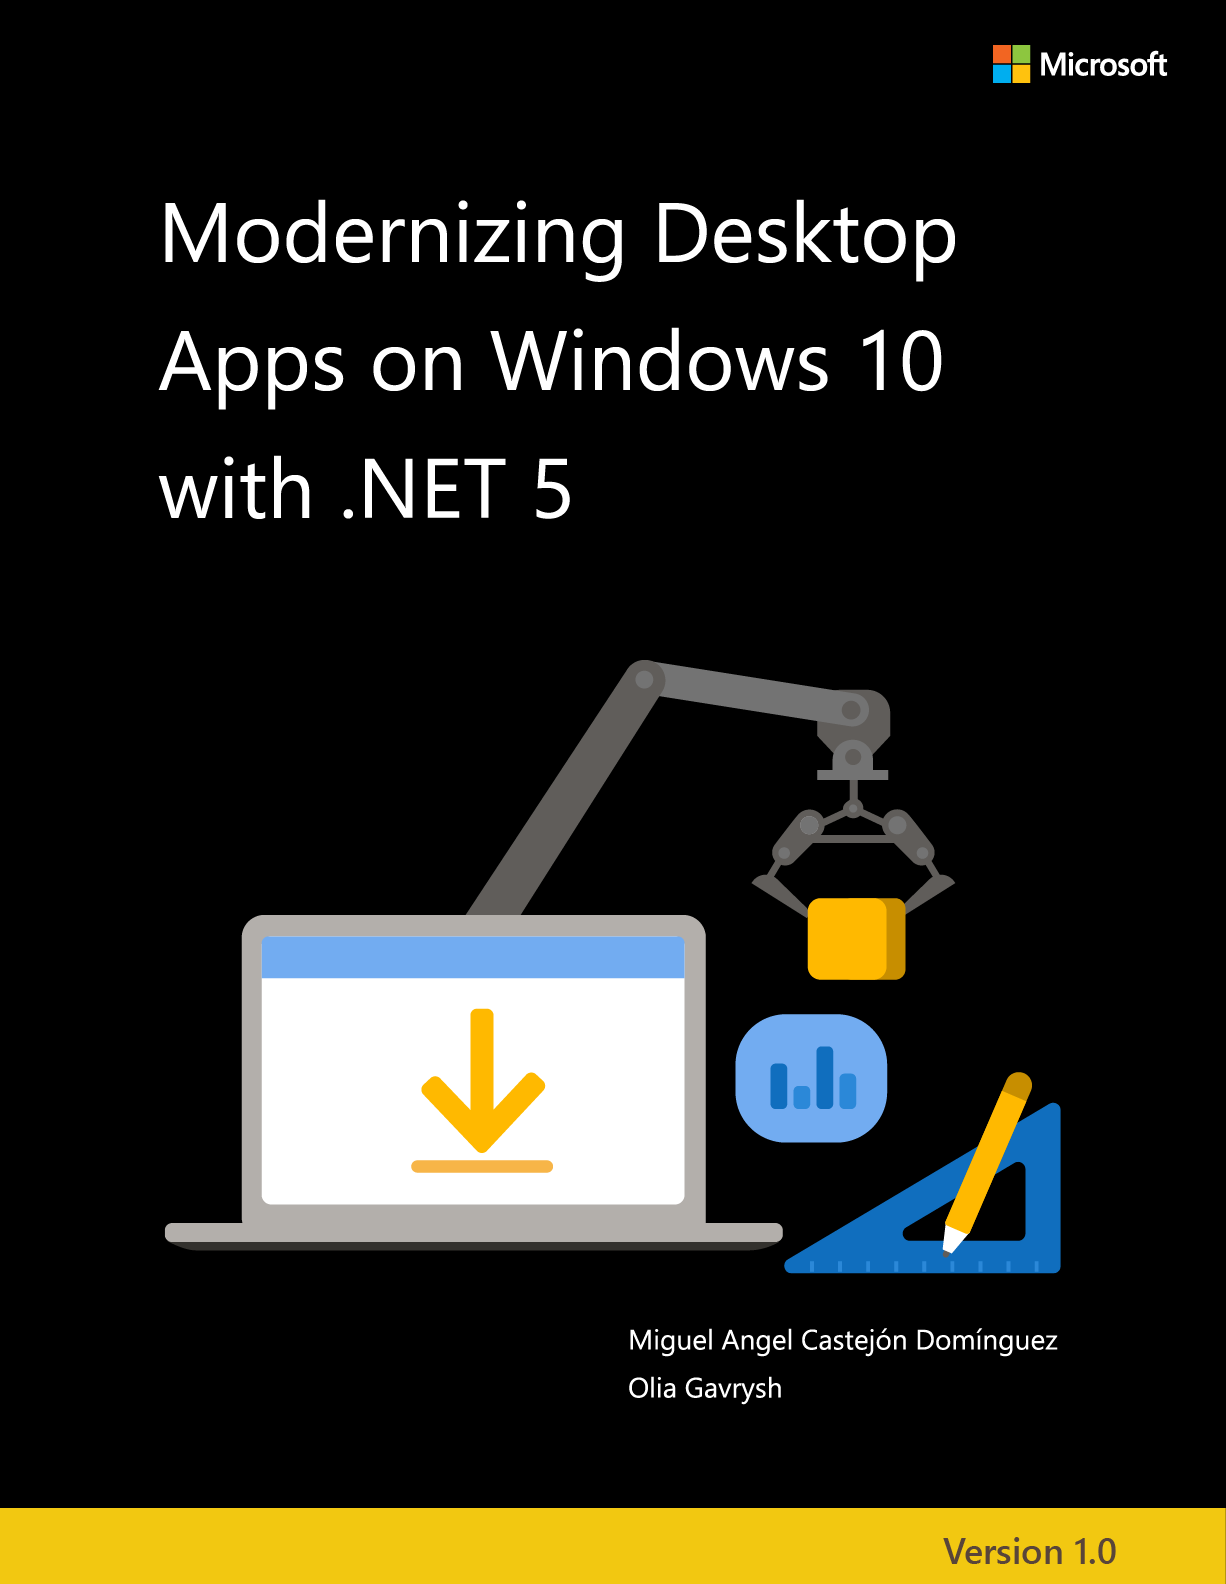 Microsoft
Modernizing Desktop
Apps on Windows 10
with .NET 5
Miguel Angel Castejón Domínguez
Olia Gavrysh
Version 1.0